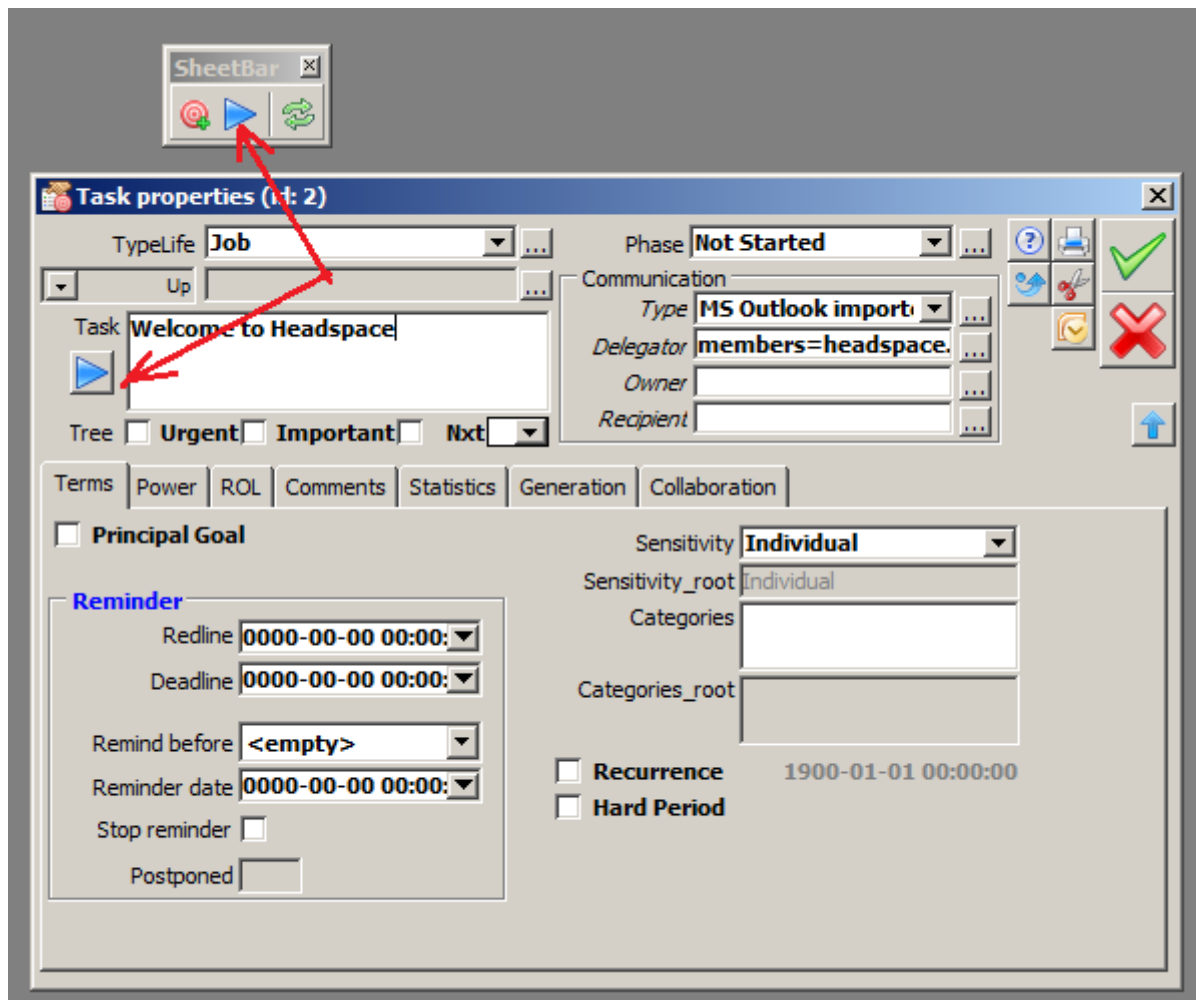 SheetBar
Task properties (id: 2)
TypeLife Job ... Phase Not Started ...
Up ... Communication
Type MS Outlook importe ...
Task Welcome to Headspace
Delegator members=headspace. ...
Owner ...
Recipient ...
Tree Urgent Important Nxt
Terms Power ROL Comments Statistics Generation Collaboration
Principal Goal
Sensitivity Individual
Sensitivity_root Individual
Reminder
Categories
Redline 0000-00-00 00:00:
Deadline 0000-00-00 00:00:
Categories_root
Remind before <empty>
Recurrence 1900-01-01 00:00:00
Reminder date 0000-00-00 00:00:
Hard Period
Stop reminder
Postponed